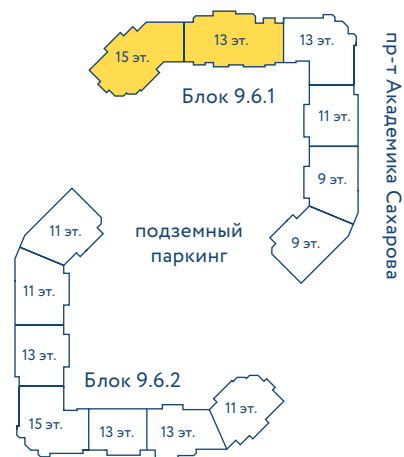 15 эт.
13 эт.
13 эт.
Блок 9.6.1
11 эт.
9 эт.
9 эт.
пр-т Академика Сахарова
подземный
паркинг
11 эт.
11 эт.
13 эт.
Блок 9.6.2
15 эт.
13 эт.
13 эт.
11 эт.